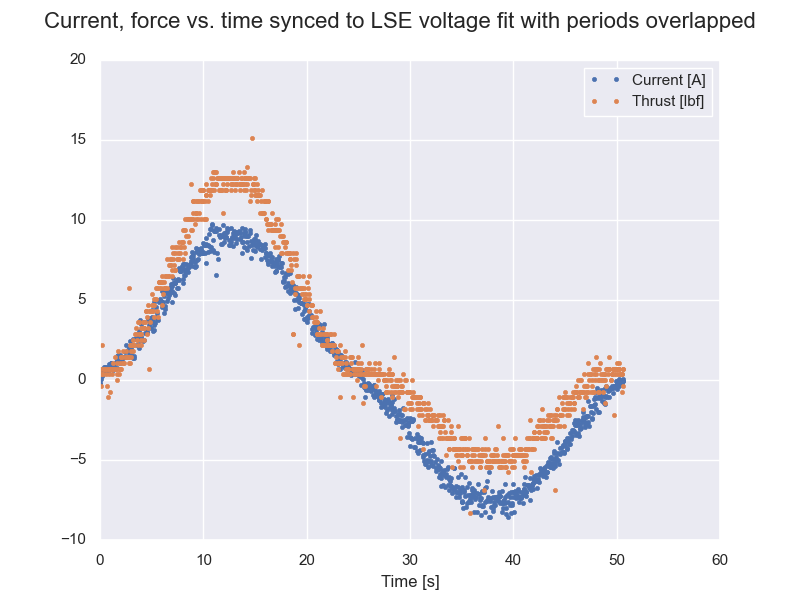 Current, force vs. time synced to LSE voltage fit with periods overlapped
20
15
10
5
0
−5
−10
Current [A]
Thrust [lbf]
0 10 20 30 40 50 60
Time [s]